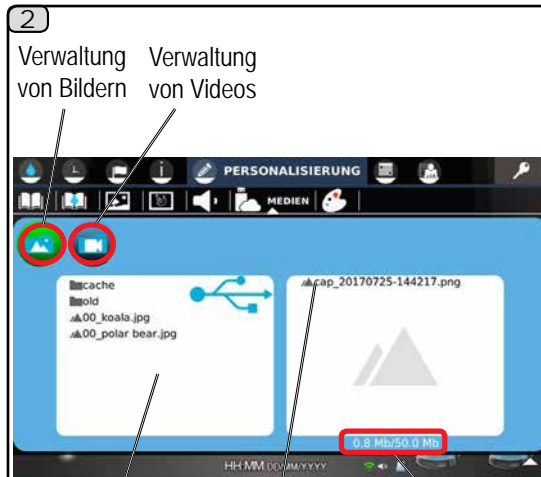 2
Verwaltung von Bildern
Verwaltung von Videos
PERSONALISIERUNG
MEDIEN
cache
old
00_koala.jpg
00_polar bear.jpg
cap_20170725-144217.png
0.8 Mb/50.0 Mb
HH:MM DD/MM/YYYY